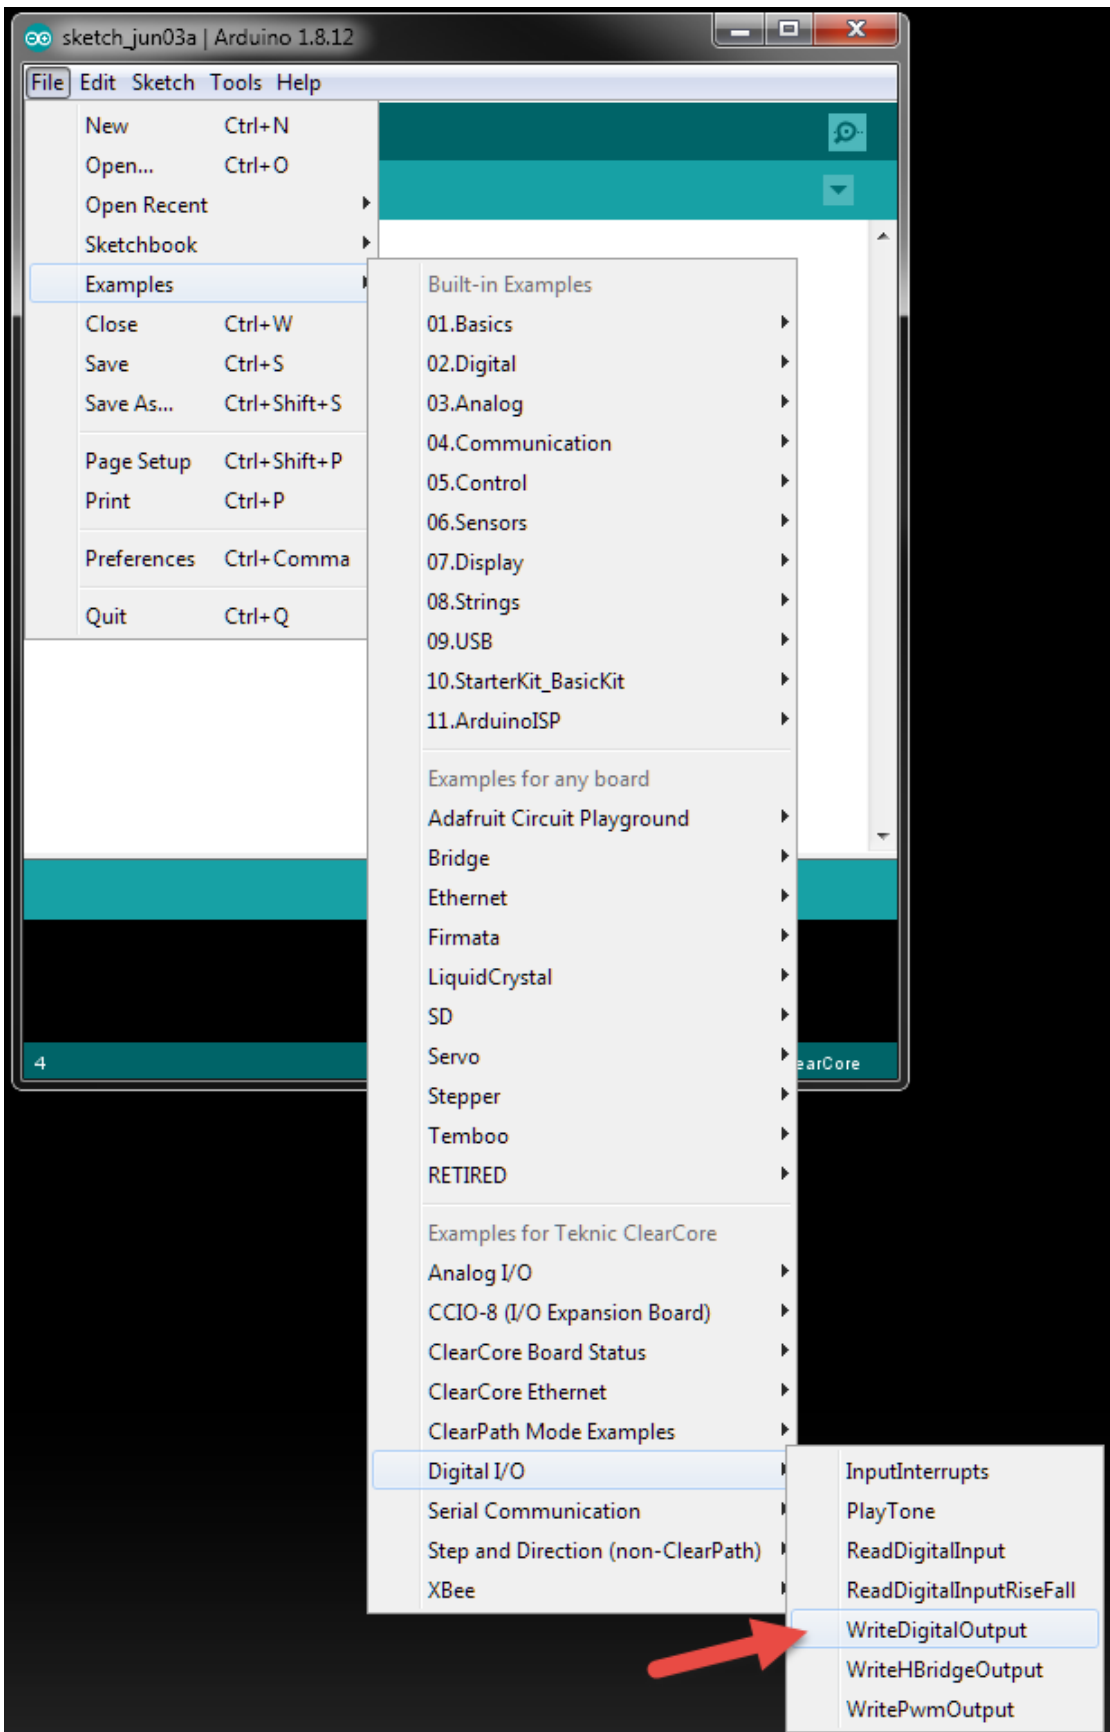 sketch_jun03a | Arduino 1.8.12
File Edit Sketch Tools Help
New Ctrl+N
Open... Ctrl+O
Open Recent
Sketchbook
Examples
Close Ctrl+W
Save Ctrl+S
Save As... Ctrl+Shift+S
Page Setup Ctrl+Shift+P
Print Ctrl+P
Preferences Ctrl+Comma
Quit Ctrl+Q
Built-in Examples
01.Basics
02.Digital
03.Analog
04.Communication
05.Control
06.Sensors
07.Display
08.Strings
09.USB
10.StarterKit_BasicKit
11.ArduinoISP
Examples for any board
Adafruit Circuit Playground
Bridge
Ethernet
Firmata
LiquidCrystal
SD
Servo
Stepper
Temboo
RETIRED
Examples for Teknic ClearCore
Analog I/O
CCIO-8 (I/O Expansion Board)
ClearCore Board Status
ClearCore Ethernet
ClearPath Mode Examples
Digital I/O
Serial Communication
Step and Direction (non-ClearPath)
XBee
InputInterrupts
PlayTone
ReadDigitalInput
ReadDigitalInputRiseFall
WriteDigitalOutput
WriteHBridgeOutput
WritePwmOutput
4
earCore